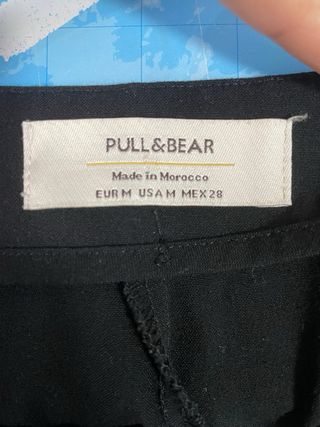 PULL&BEAR
Made in Morocco
EUR M USA M MEX 28